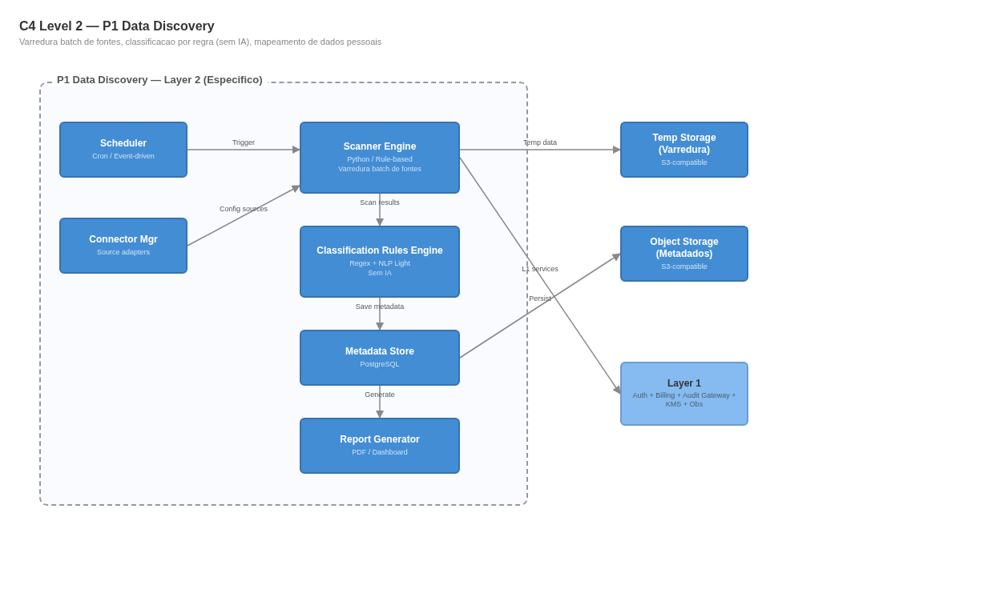 C4 Level 2 — P1 Data Discovery
Varredura batch de fontes, classificacao por regra (sem IA), mapeamento de dados pessoais
P1 Data Discovery — Layer 2 (Especifico)
Scheduler
Cron / Event-driven
Trigger
Scanner Engine
Python / Rule-based
Varredura batch de fontes
Temp data
Temp Storage
(Varredura)
S3-compatible
Connector Mgr
Source adapters
Config sources
Scan results
Classification Rules Engine
Regex + NLP Light
Sem IA
Object Storage
(Metadados)
S3-compatible
L1 services
Persist
Save metadata
Metadata Store
PostgreSQL
Layer 1
Auth + Billing + Audit Gateway +
KMS + Obs
Generate
Report Generator
PDF / Dashboard